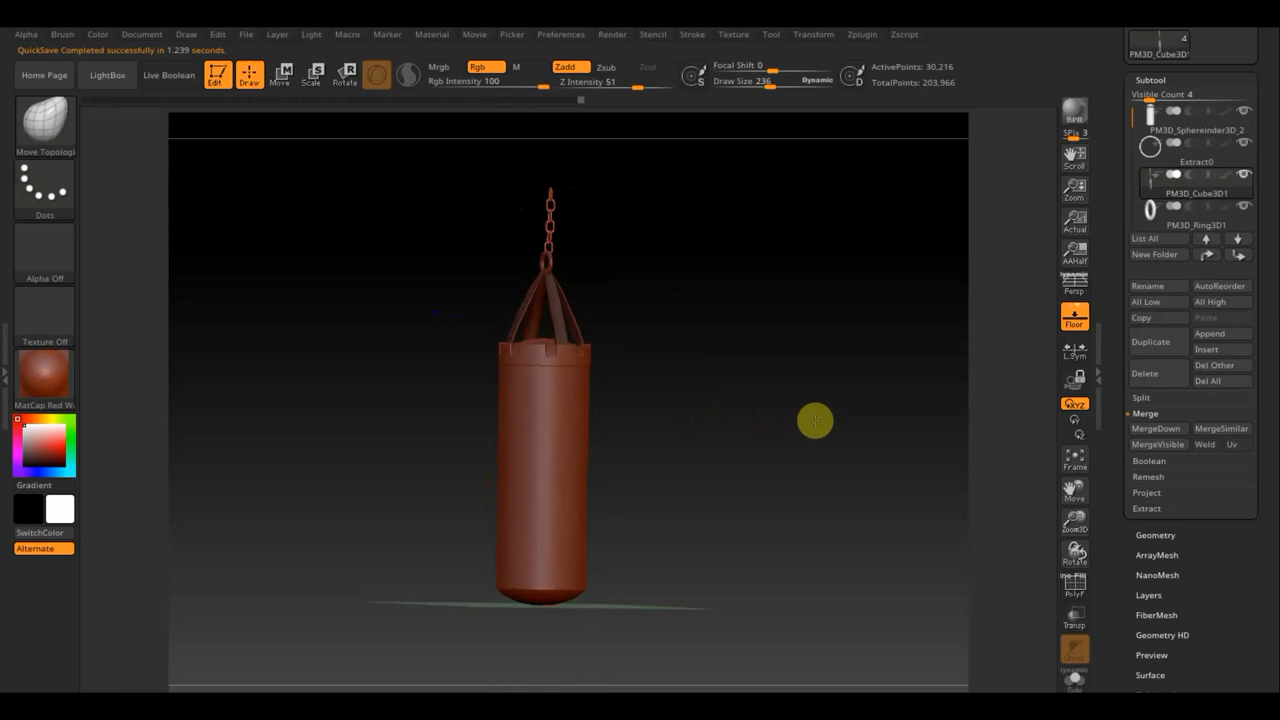 Alpha Brush Color Document Draw Edit File Layer Light Macro Marker Material Movie Picker Preferences Render Stencil Stroke Texture Tool Transform Zplugin Zscript
QuickSave Completed successfully in 1.239 seconds.
Home Page LightBox Live Boolean Edit Draw Move Scale Rotate
Mrgb Rgb M
Rgb Intensity 100
Zadd Zsub Zcut
Z Intensity 51
Focal Shift 0
Draw Size 236 Dynamic
ActivePoints: 30,216
TotalPoints: 203,966
Move Topologi
Dots
Alpha Off
Texture Off
MatCap Red W
Gradient
SwitchColor
Alternate
BPR
SPix 3
Scroll
Zoom
Actual
AAHalf
Dynamic
Persp
Floor
L.Sym
XYZ
Frame
Move
Zoom3D
Rotate
PolyF
Transp
Dynamic
Solo
4
PM3D_Cube3D1
Subtool
Visible Count 4
PM3D_Sphereinder3D_2
Extract0
PM3D_Cube3D1
PM3D_Ring3D1
List All
New Folder
Rename AutoReorder
All Low All High
Copy Paste
Duplicate Append
Insert
Delete Del Other
Del All
Split
Merge
MergeDown MergeSimilar
MergeVisible Weld Uv
Boolean
Remesh
Project
Extract
Geometry
ArrayMesh
NanoMesh
Layers
FiberMesh
Geometry HD
Preview
Surface